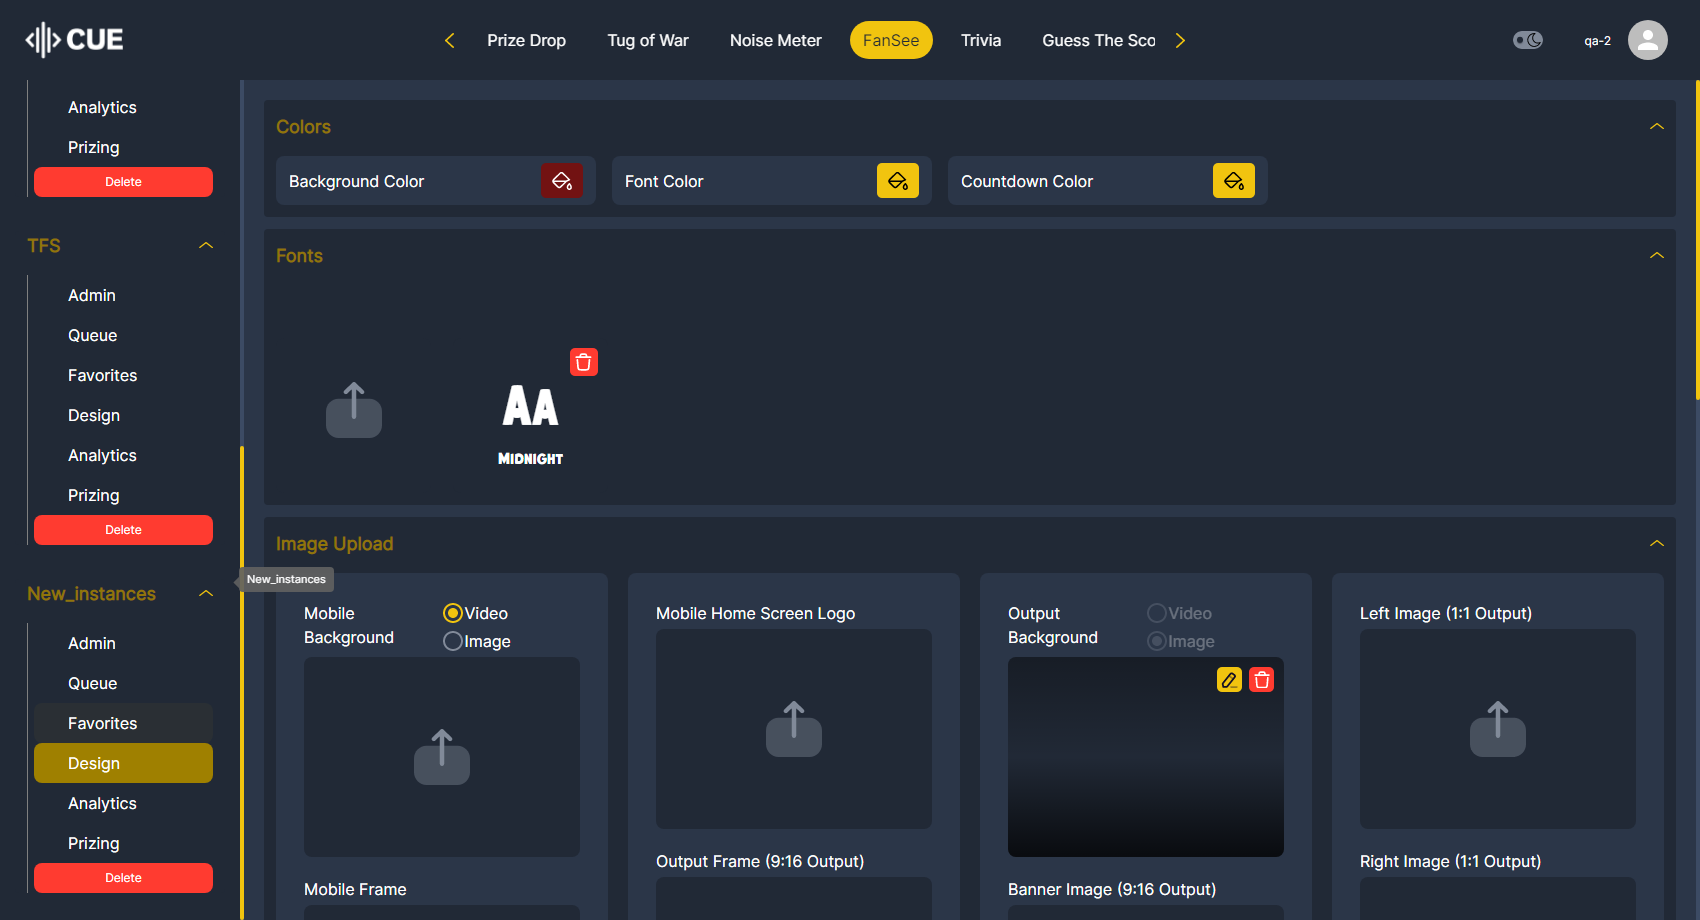 CUE
Prize Drop
Tug of War
Noise Meter
FanSee
Trivia
Guess The Sco
qa-2
Analytics
Prizing
Delete
TFS
Admin
Queue
Favorites
Design
Analytics
Prizing
Delete
New_instances
New_instances
Admin
Queue
Favorites
Design
Analytics
Prizing
Delete
Colors
Background Color
Font Color
Countdown Color
Fonts
AA
MIDNIGHT
Image Upload
Mobile
Background
Video
Image
Mobile Home Screen Logo
Output
Background
Video
Image
Left Image (1:1 Output)
Mobile Frame
Output Frame (9:16 Output)
Banner Image (9:16 Output)
Right Image (1:1 Output)